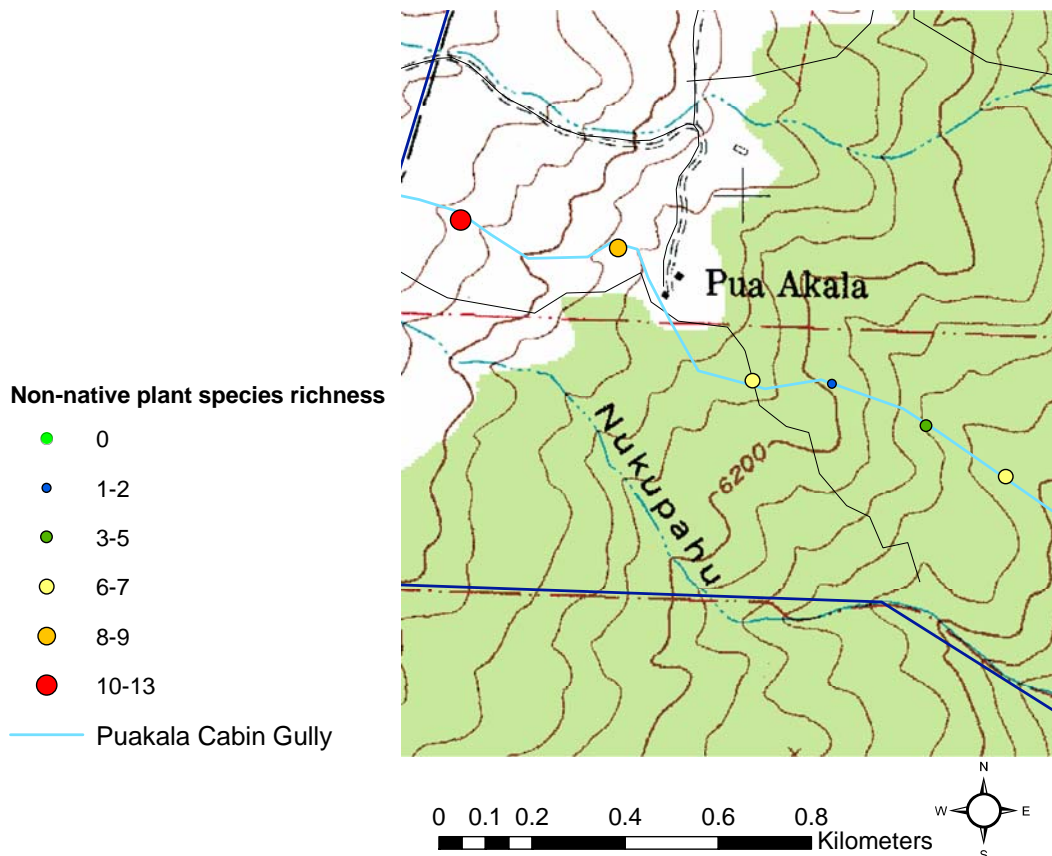 Non-native plant species richness
0
1-2
3-5
6-7
8-9
10-13
Puakala Cabin Gully
Pua Akala
Nukupahu
6200
0 0.1 0.2 0.4 0.6 0.8
Kilometers
N
W E
S